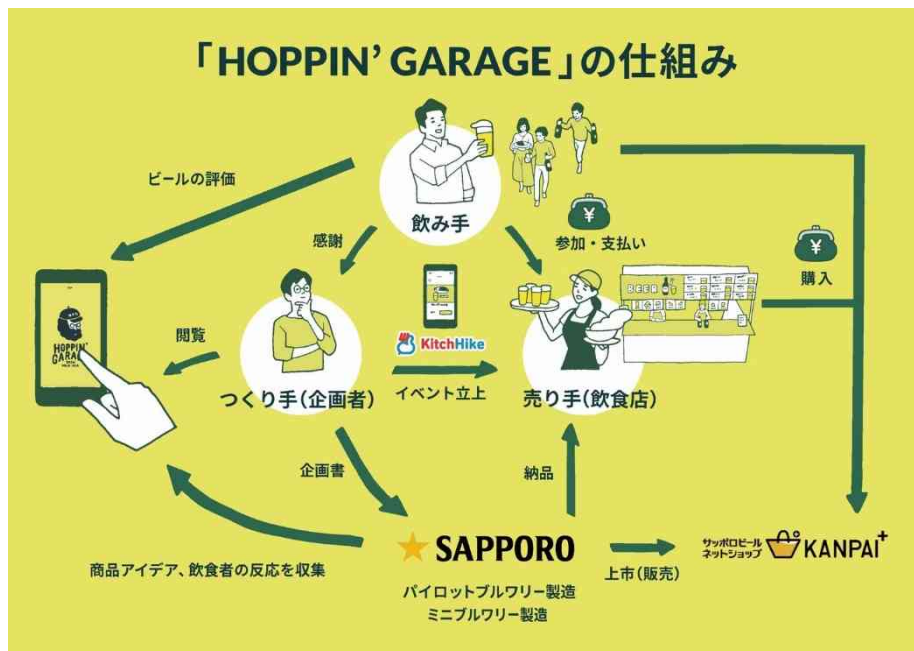 「HOPPIN' GARAGE」の仕組み
ビールの評価
飲み手
感謝
参加・支払い
¥
¥
購入
HOPPIN'
GARAGE
閲覧
KitchHike
BEER
つくり手(企画者)
イベント立上
売り手(飲食店)
企画書
納品
SAPPORO
サッポロビール
ネットショップ
KANPAI+
上市(販売)
商品アイデア、飲食者の反応を収集
パイロットブルワリー製造
ミニブルワリー製造